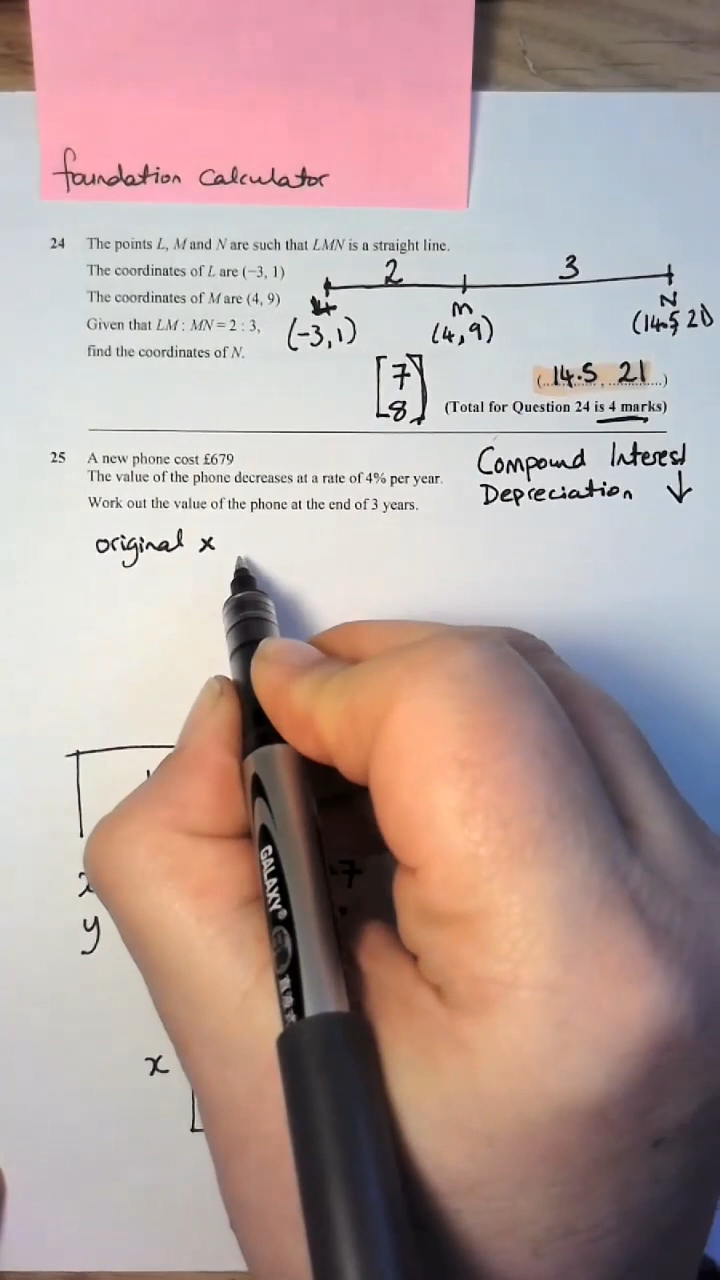 foundation calculator
24 The points L, M and N are such that LMN is a straight line.
The coordinates of L are (−3, 1)
The coordinates of M are (4, 9)
Given that LM : MN = 2 : 3,
find the coordinates of N.
2 3
L M N
(-3,1) (4,9) (14.5 21)
[7
8]
(14.5, 21)
(Total for Question 24 is 4 marks)
25 A new phone cost £679
The value of the phone decreases at a rate of 4% per year.
Work out the value of the phone at the end of 3 years.
Compound Interest
Depreciation ↓
original x
GALAXY®
.7
y
x